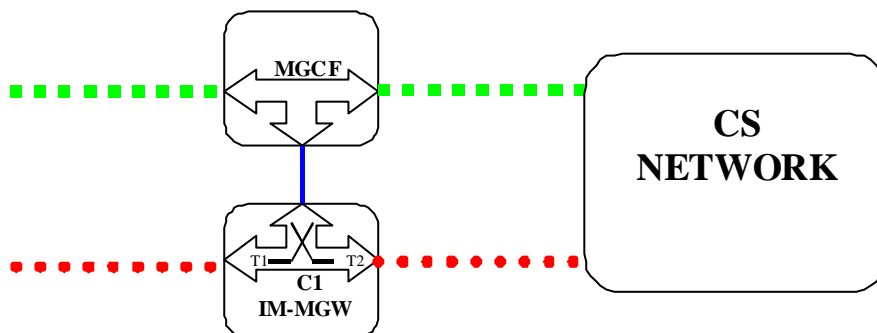 MGCF
CS
NETWORK
T1 T2
C1
IM-MGW